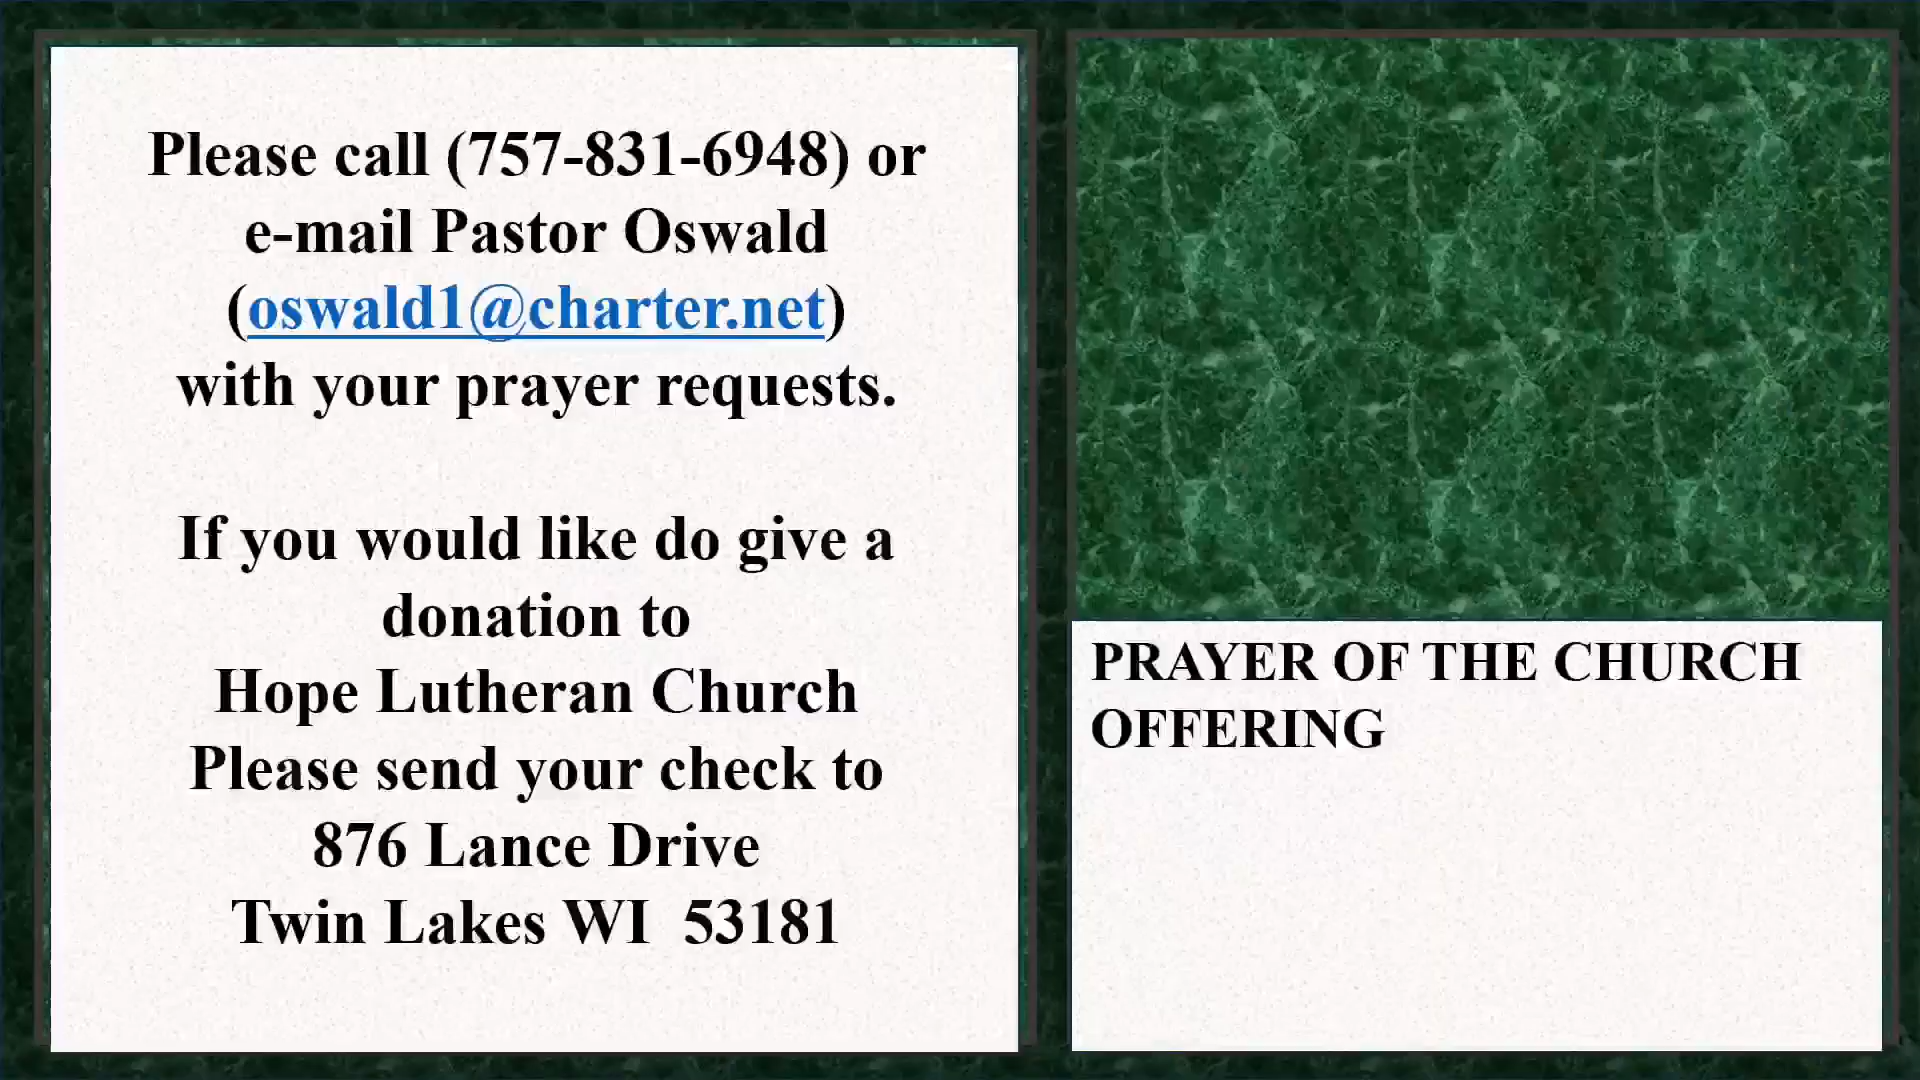 Please call (757-831-6948) or
e-mail Pastor Oswald
(oswald1@charter.net)
with your prayer requests.
If you would like do give a
donation to
Hope Lutheran Church
Please send your check to
876 Lance Drive
Twin Lakes WI  53181
PRAYER OF THE CHURCH
OFFERING